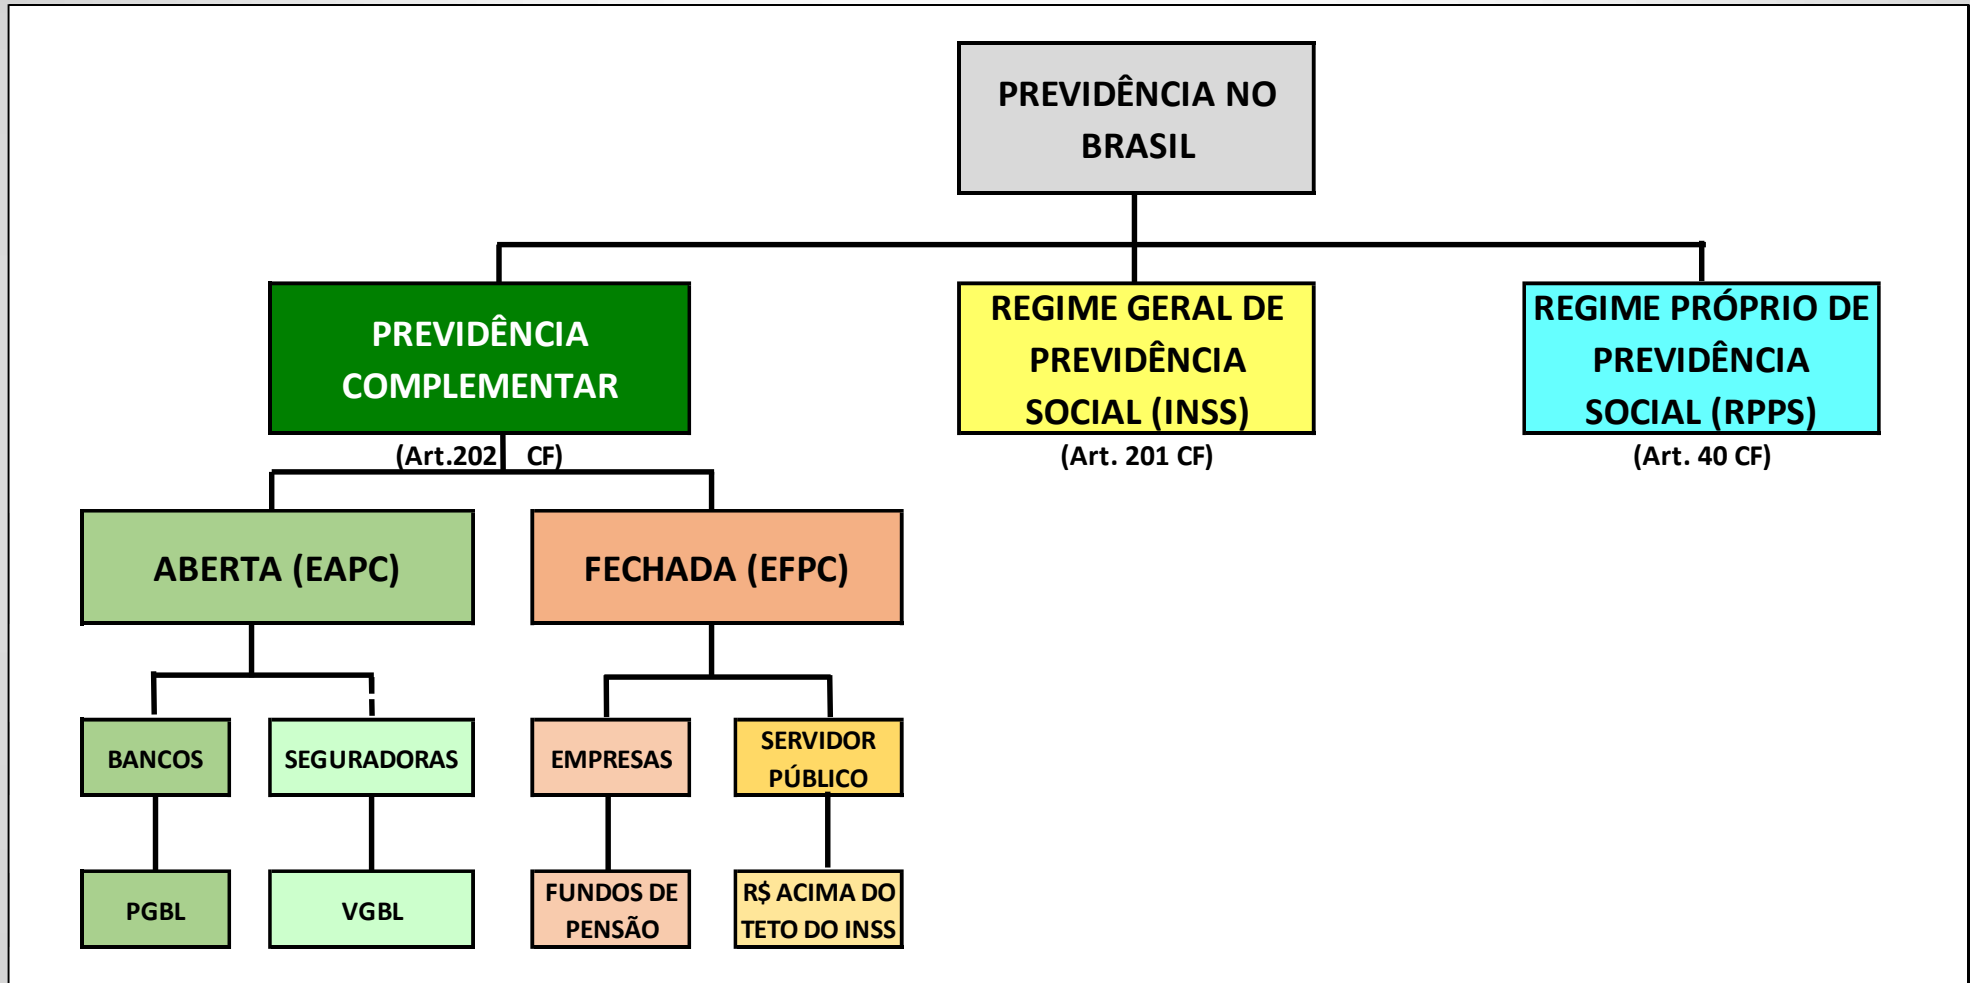 PREVIDÊNCIA NO
BRASIL
PREVIDÊNCIA
COMPLEMENTAR
(Art.202 CF)
REGIME GERAL DE
PREVIDÊNCIA
SOCIAL (INSS)
(Art. 201 CF)
REGIME PRÓPRIO DE
PREVIDÊNCIA
SOCIAL (RPPS)
(Art. 40 CF)
ABERTA (EAPC)
FECHADA (EFPC)
BANCOS
SEGURADORAS
EMPRESAS
SERVIDOR
PÚBLICO
PGBL
VGBL
FUNDOS DE
PENSÃO
R$ ACIMA DO
TETO DO INSS